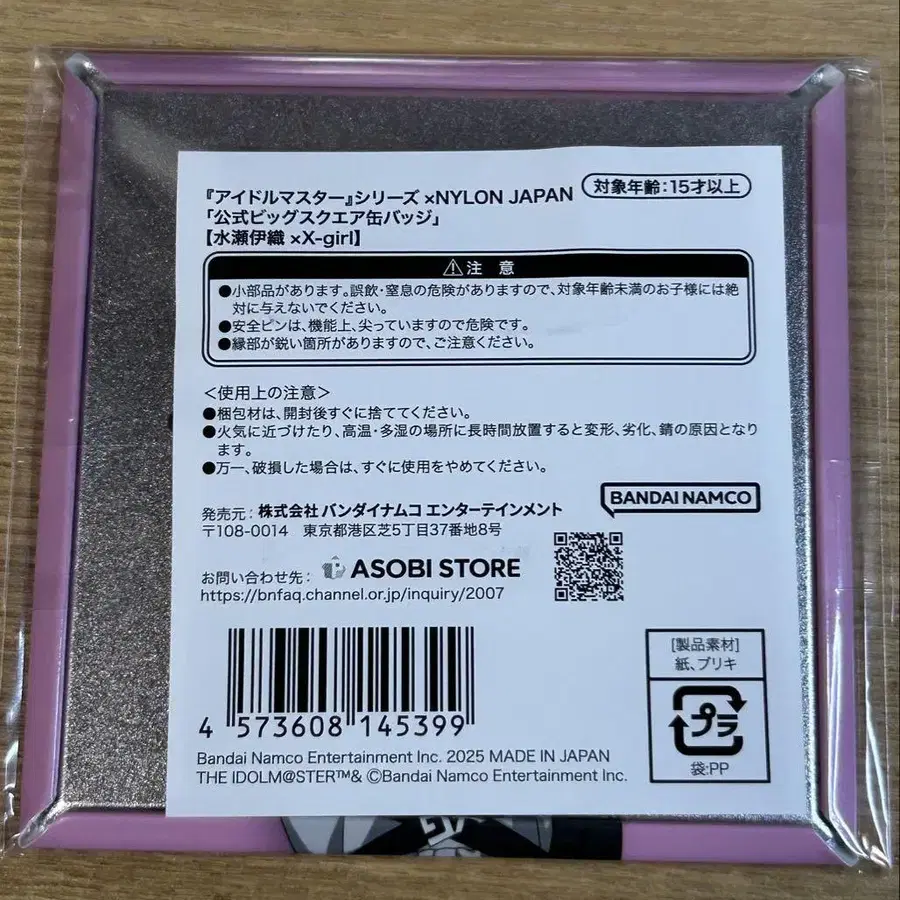 『アイドルマスター』シリーズ ×NYLON JAPAN
対象年齢:15才以上
「公式ビッグスクエア缶バッジ」
【水瀬伊織 ×X-girl】
⚠注 意
●小部品があります。誤飲・窒息の危険がありますので、対象年齢未満のお子様には絶
対に与えないでください。
●安全ピンは、機能上、尖っていますので危険です。
●縁部が鋭い箇所がありますので、ご注意ください。
<使用上の注意>
●梱包材は、開封後すぐに捨ててください。
●火気に近づけたり、高温・多湿の場所に長時間放置すると変形、劣化、錆の原因となり
ます。
●万一、破損した場合は、すぐに使用をやめてください。
BANDAI NAMCO
発売元:株式会社 バンダイナムコ エンターテインメント
〒108-0014 東京都港区芝5丁目37番地8号
お問い合わせ先: ASOBI STORE
https://bnfaq.channel.or.jp/inquiry/2007
4 573608 145399
[製品素材]
紙、ブリキ
プラ
袋:PP
Bandai Namco Entertainment Inc. 2025 MADE IN JAPAN
THE IDOLM@STER™& ©Bandai Namco Entertainment Inc.